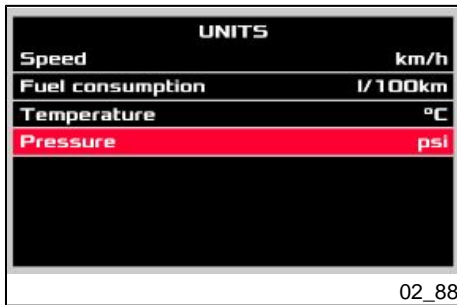 UNITS
Speed km/h
Fuel consumption l/100km
Temperature °C
Pressure psi
02_88